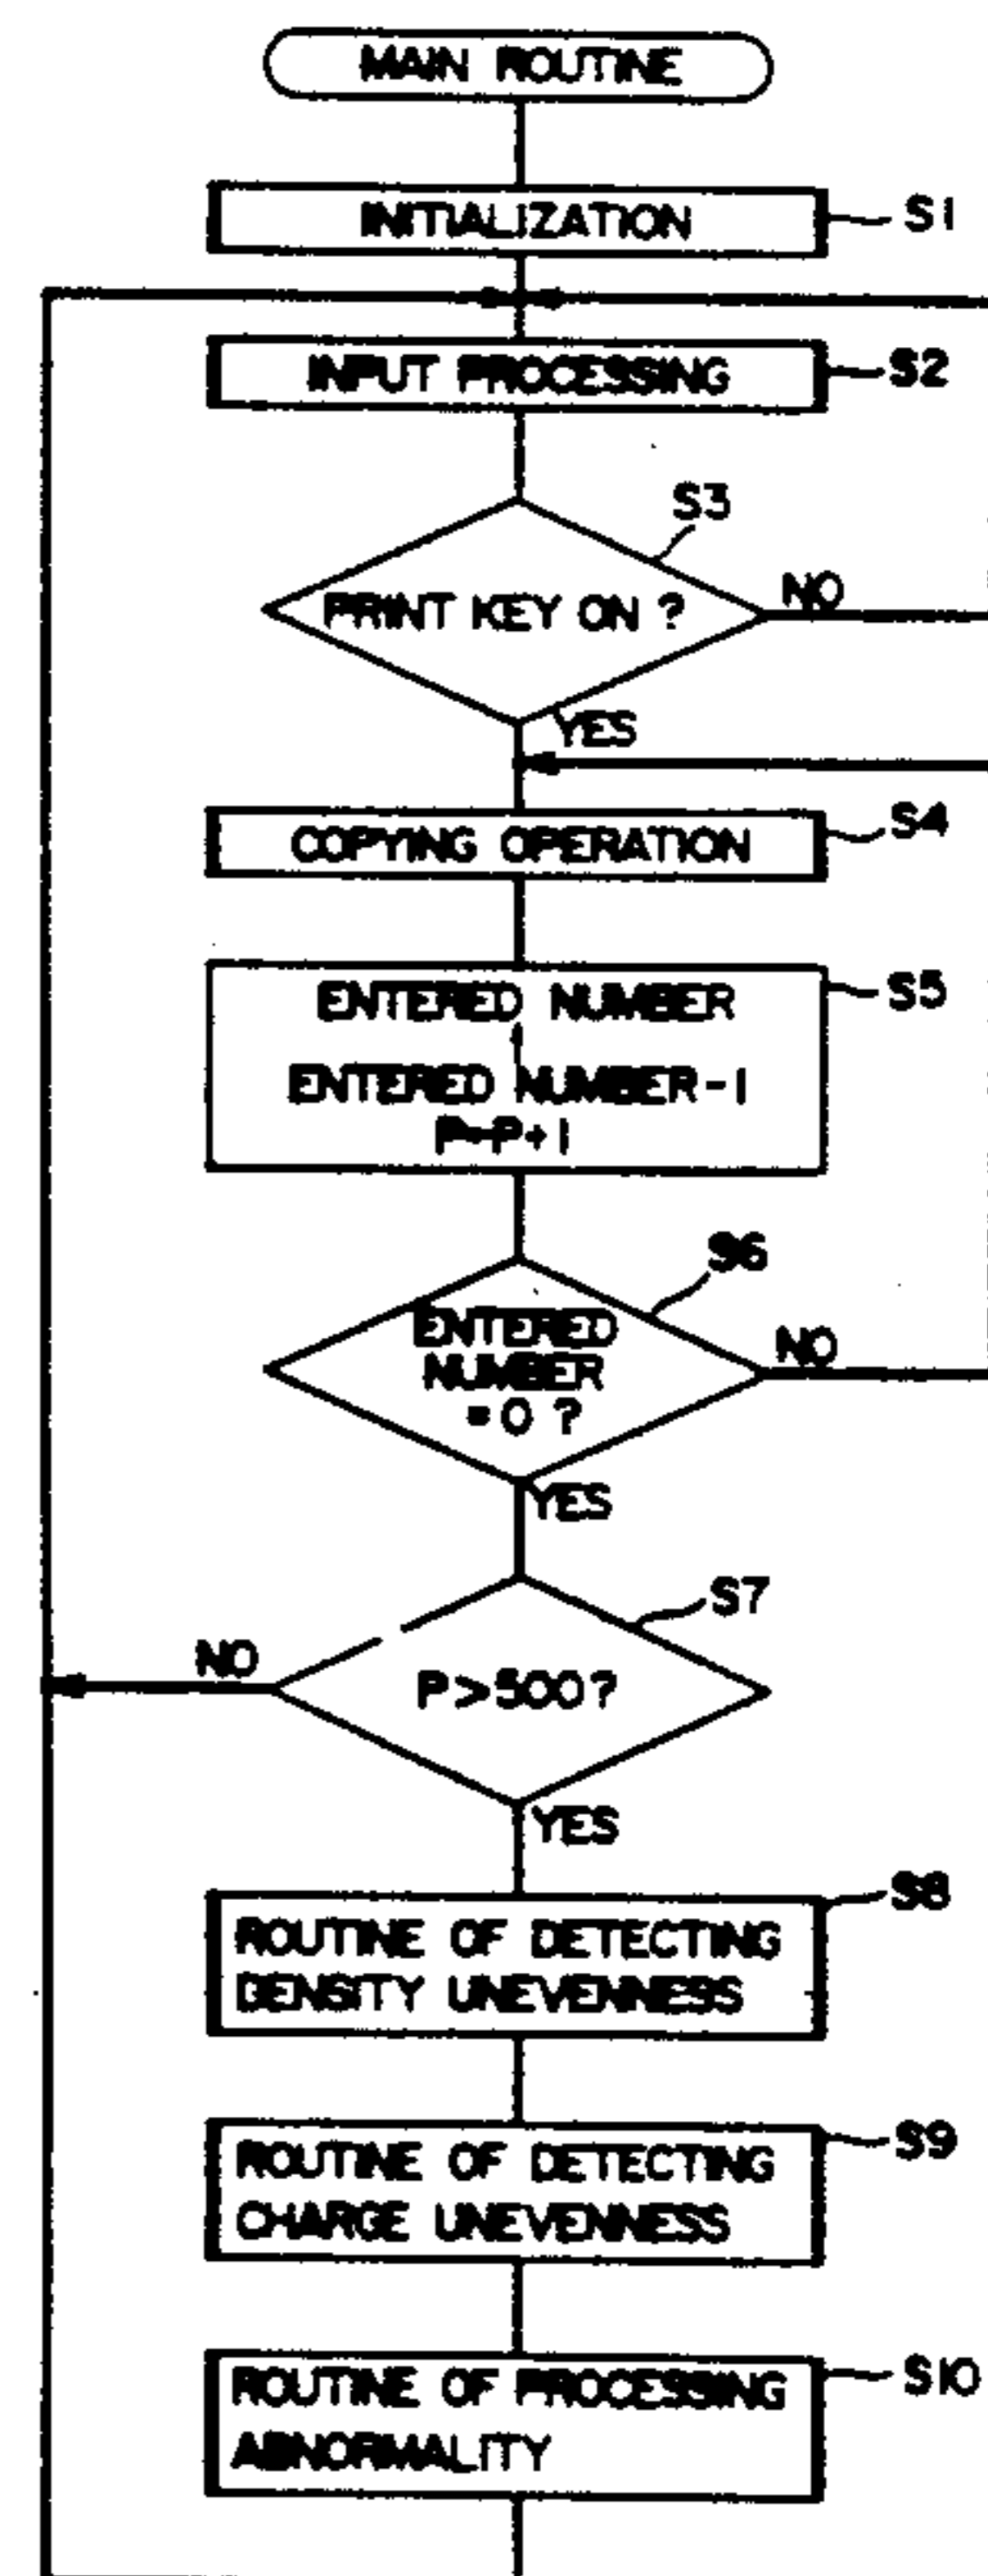 MAIN ROUTINE
INITIALIZATION
S1
INPUT PROCESSING
S2
S3
PRINT KEY ON ?
NO
YES
COPYING OPERATION
S4
ENTERED NUMBER
S5
ENTERED NUMBER-1
P←P+1
S6
ENTERED
NUMBER
=0 ?
NO
YES
S7
P>500?
NO
YES
S8
ROUTINE OF DETECTING
DENSITY UNEVENNESS
S9
ROUTINE OF DETECTING
CHARGE UNEVENNESS
S10
ROUTINE OF PROCESSING
ABNORMALITY